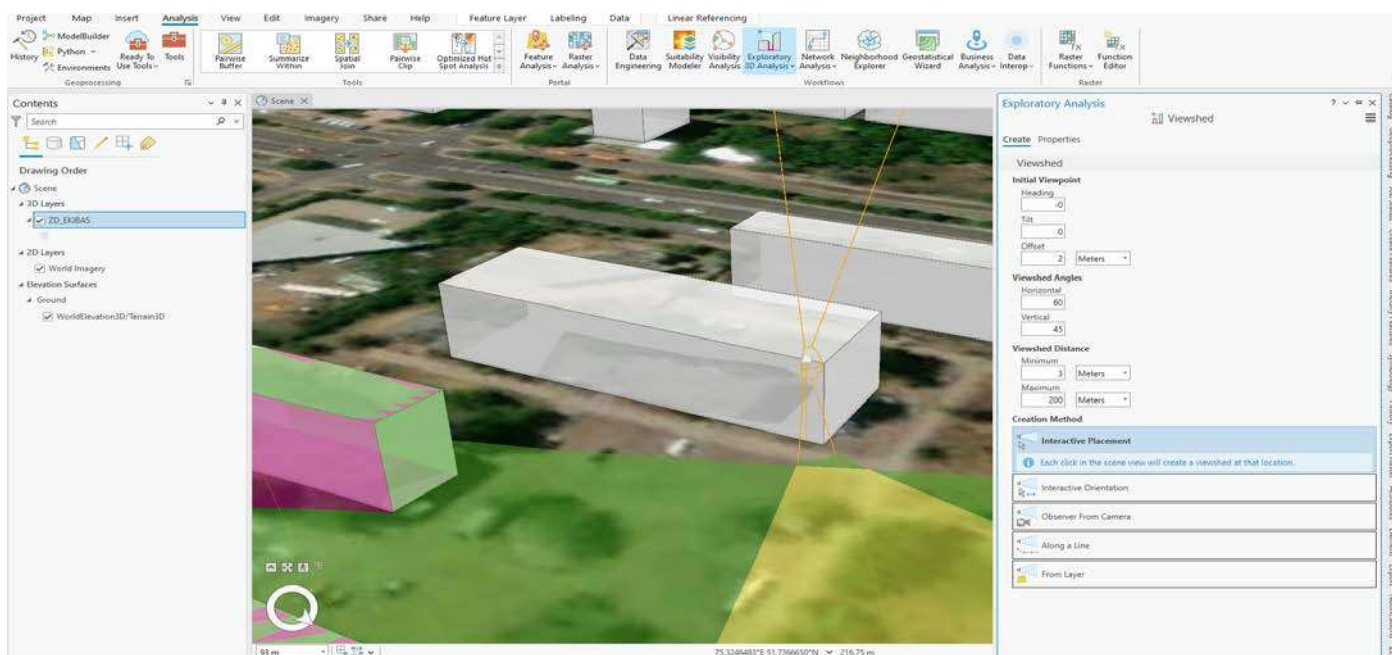 Project Map Insert Analysis View Edit Imagery Share Help Feature Layer Labeling Data Linear Referencing
History
ModelBuilder
Python
Environments
Ready To Use Tools
Tools
Geoprocessing
Pairwise Buffer
Summarize Within
Spatial Join
Pairwise Clip
Optimized Hot Spot Analysis
Tools
Feature Analysis
Raster Analysis
Portal
Data Engineering
Suitability Modeler
Visibility Analysis
Exploratory 3D Analysis
Network Analysis
Neighborhood Explorer
Geostatistical Wizard
Business Analysis
Data Interop
Workflows
Raster Functions
Function Editor
Raster
Contents
Search
Drawing Order
Scene
3D Layers
ZD_EKIBAS
2D Layers
World Imagery
Elevation Surfaces
Ground
WorldElevation3D/Terrain3D
Scene
93 m
75.3246483°E 51.7366650°N 216.75 m
Exploratory Analysis
Viewshed
Create Properties
Viewshed
Initial Viewpoint
Heading
-0
Tilt
0
Offset
2 Meters
Viewshed Angles
Horizontal
60
Vertical
45
Viewshed Distance
Minimum
3 Meters
Maximum
200 Meters
Creation Method
Interactive Placement
Each click in the scene view will create a viewshed at that location.
Interactive Orientation
Observer From Camera
Along a Line
From Layer